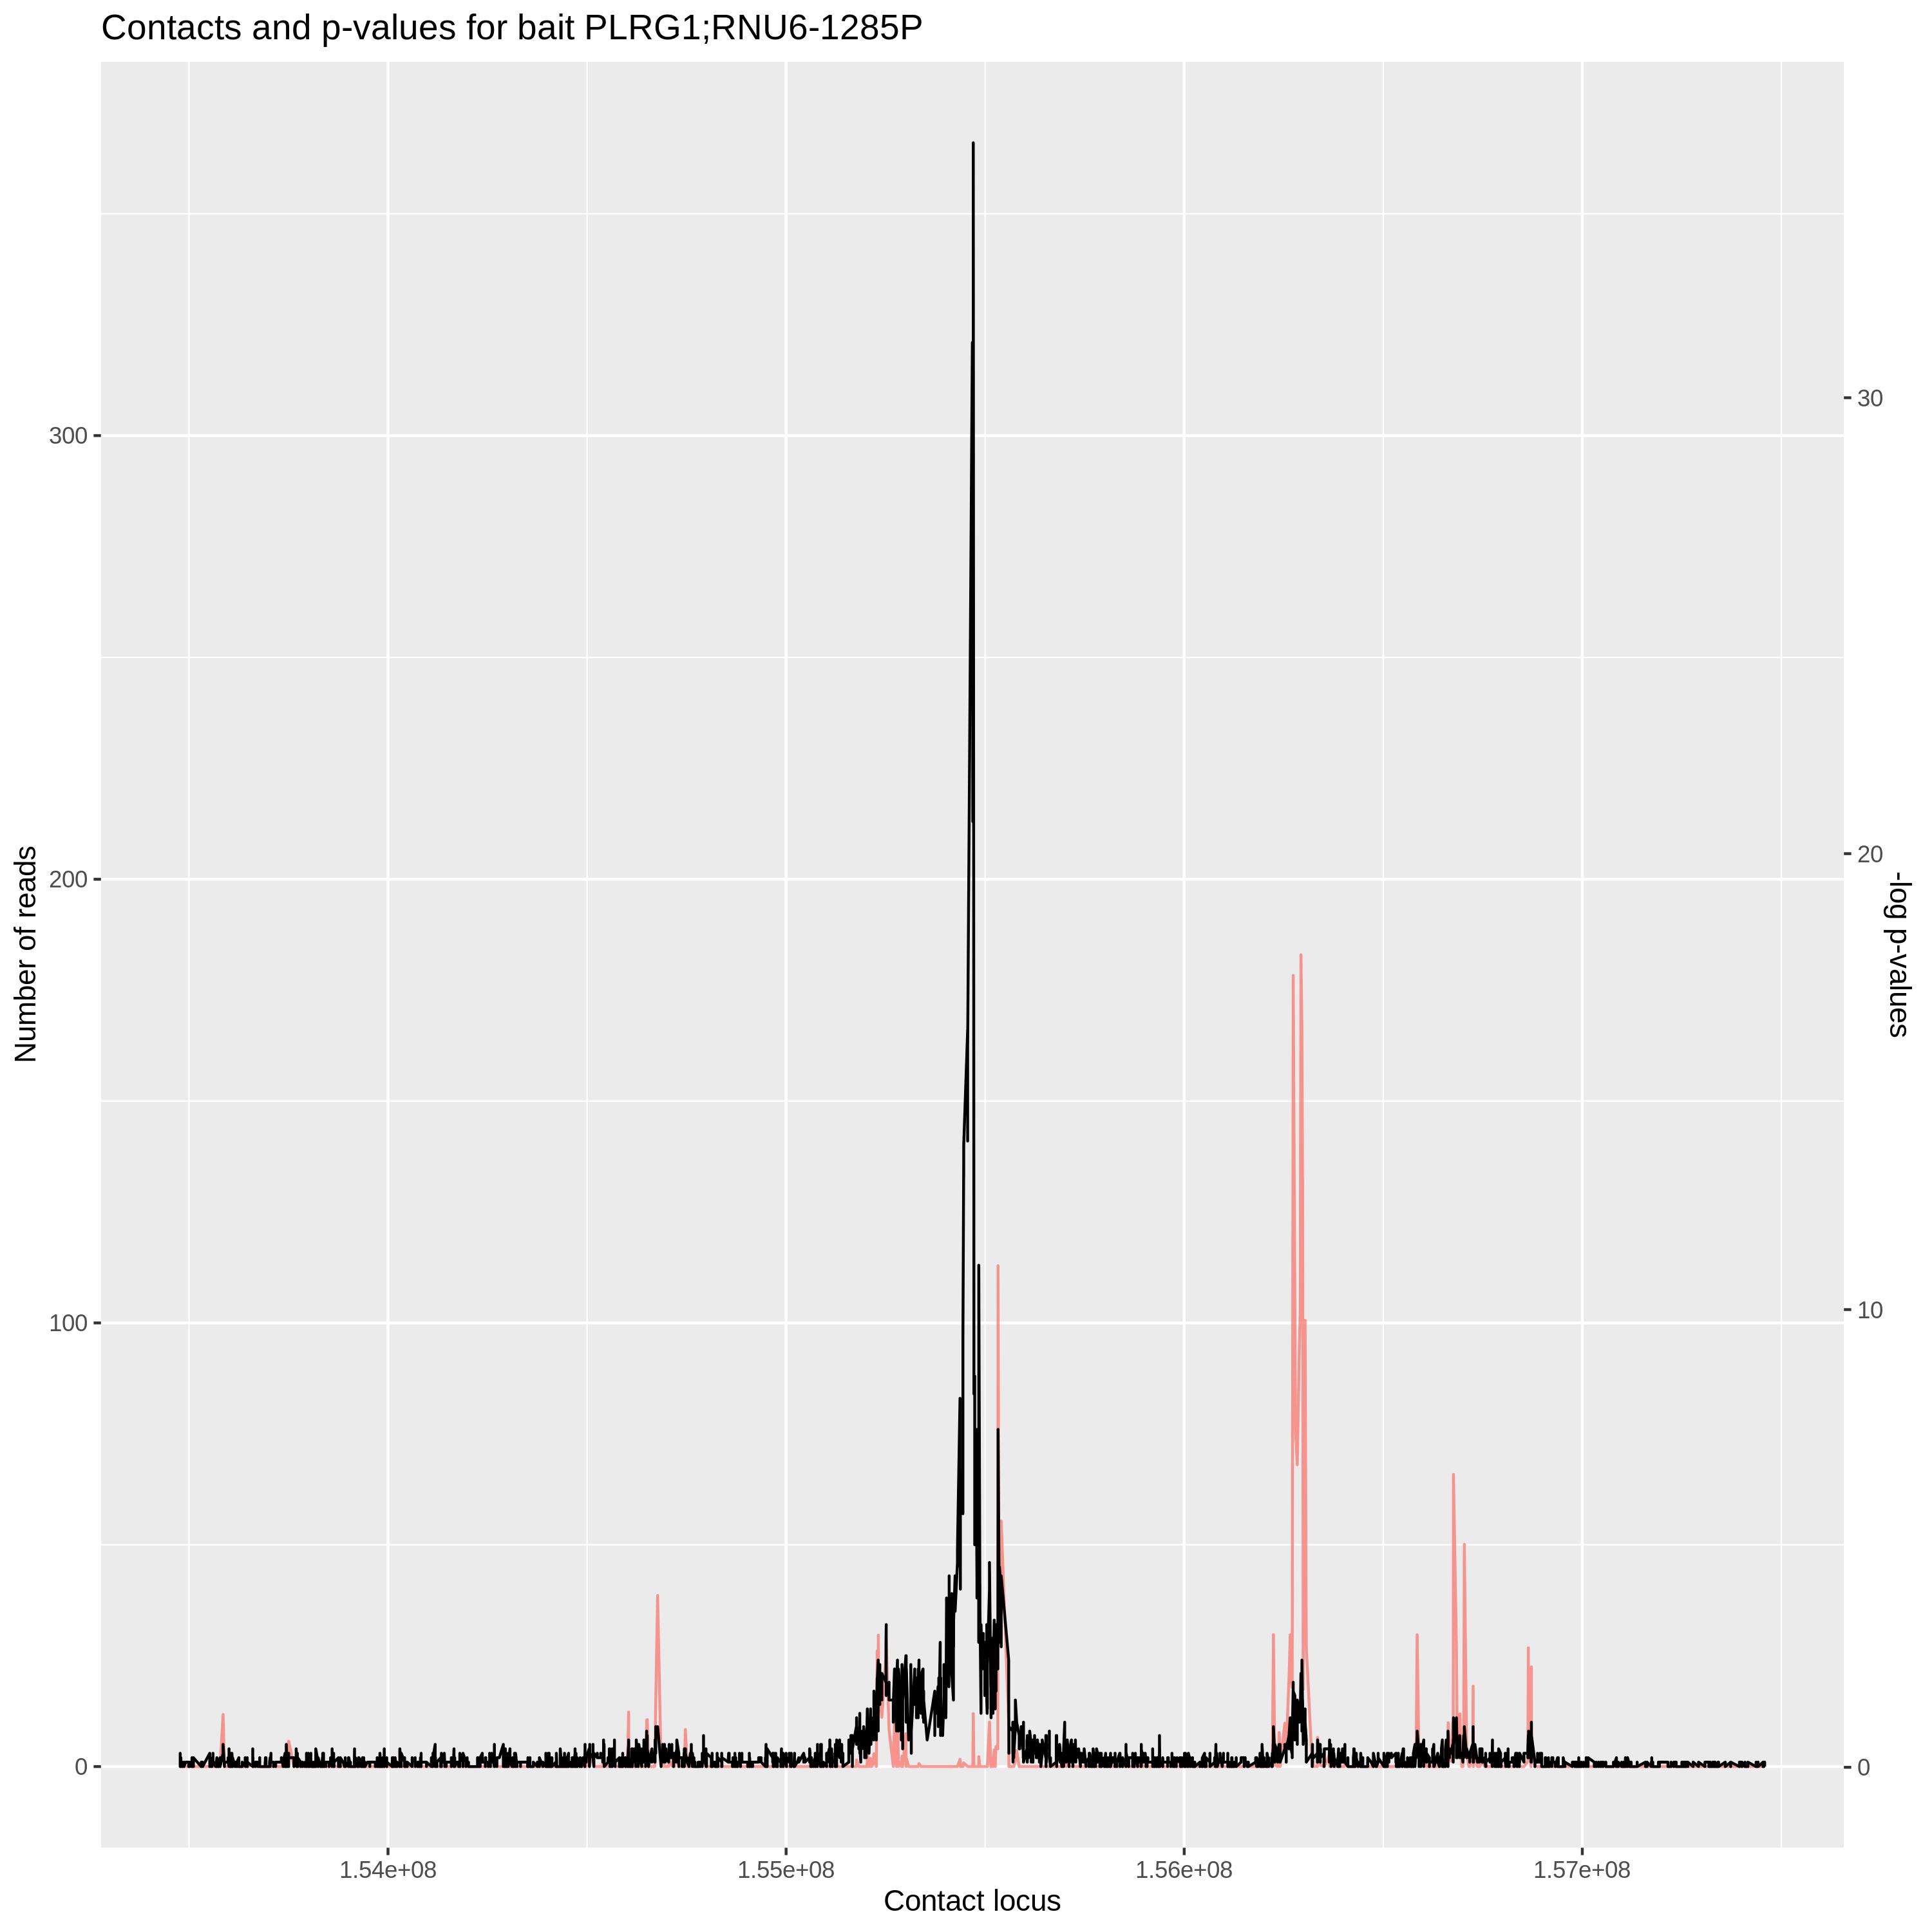 Contacts and p-values for bait PLRG1;RNU6-1285P
Number of reads
300
200
100
0
30
20
10
0
-log p-values
1.54e+08 1.55e+08 1.56e+08 1.57e+08
Contact locus